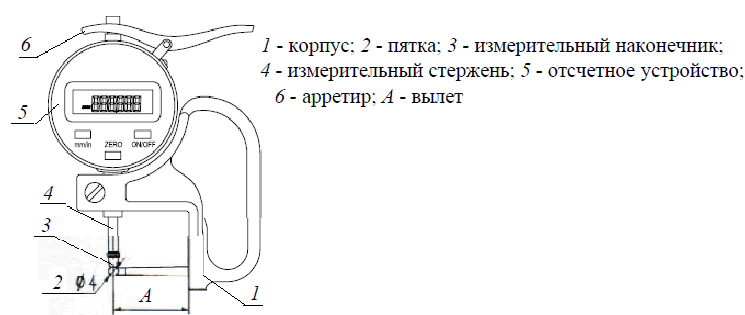 1 - корпус; 2 - пятка; 3 - измерительный наконечник;
4 - измерительный стержень; 5 - отсчетное устройство;
6 - арретир; А - вылет
6
5
mm/in ZERO ON/OFF
4
3
2 Ø 4
А
1